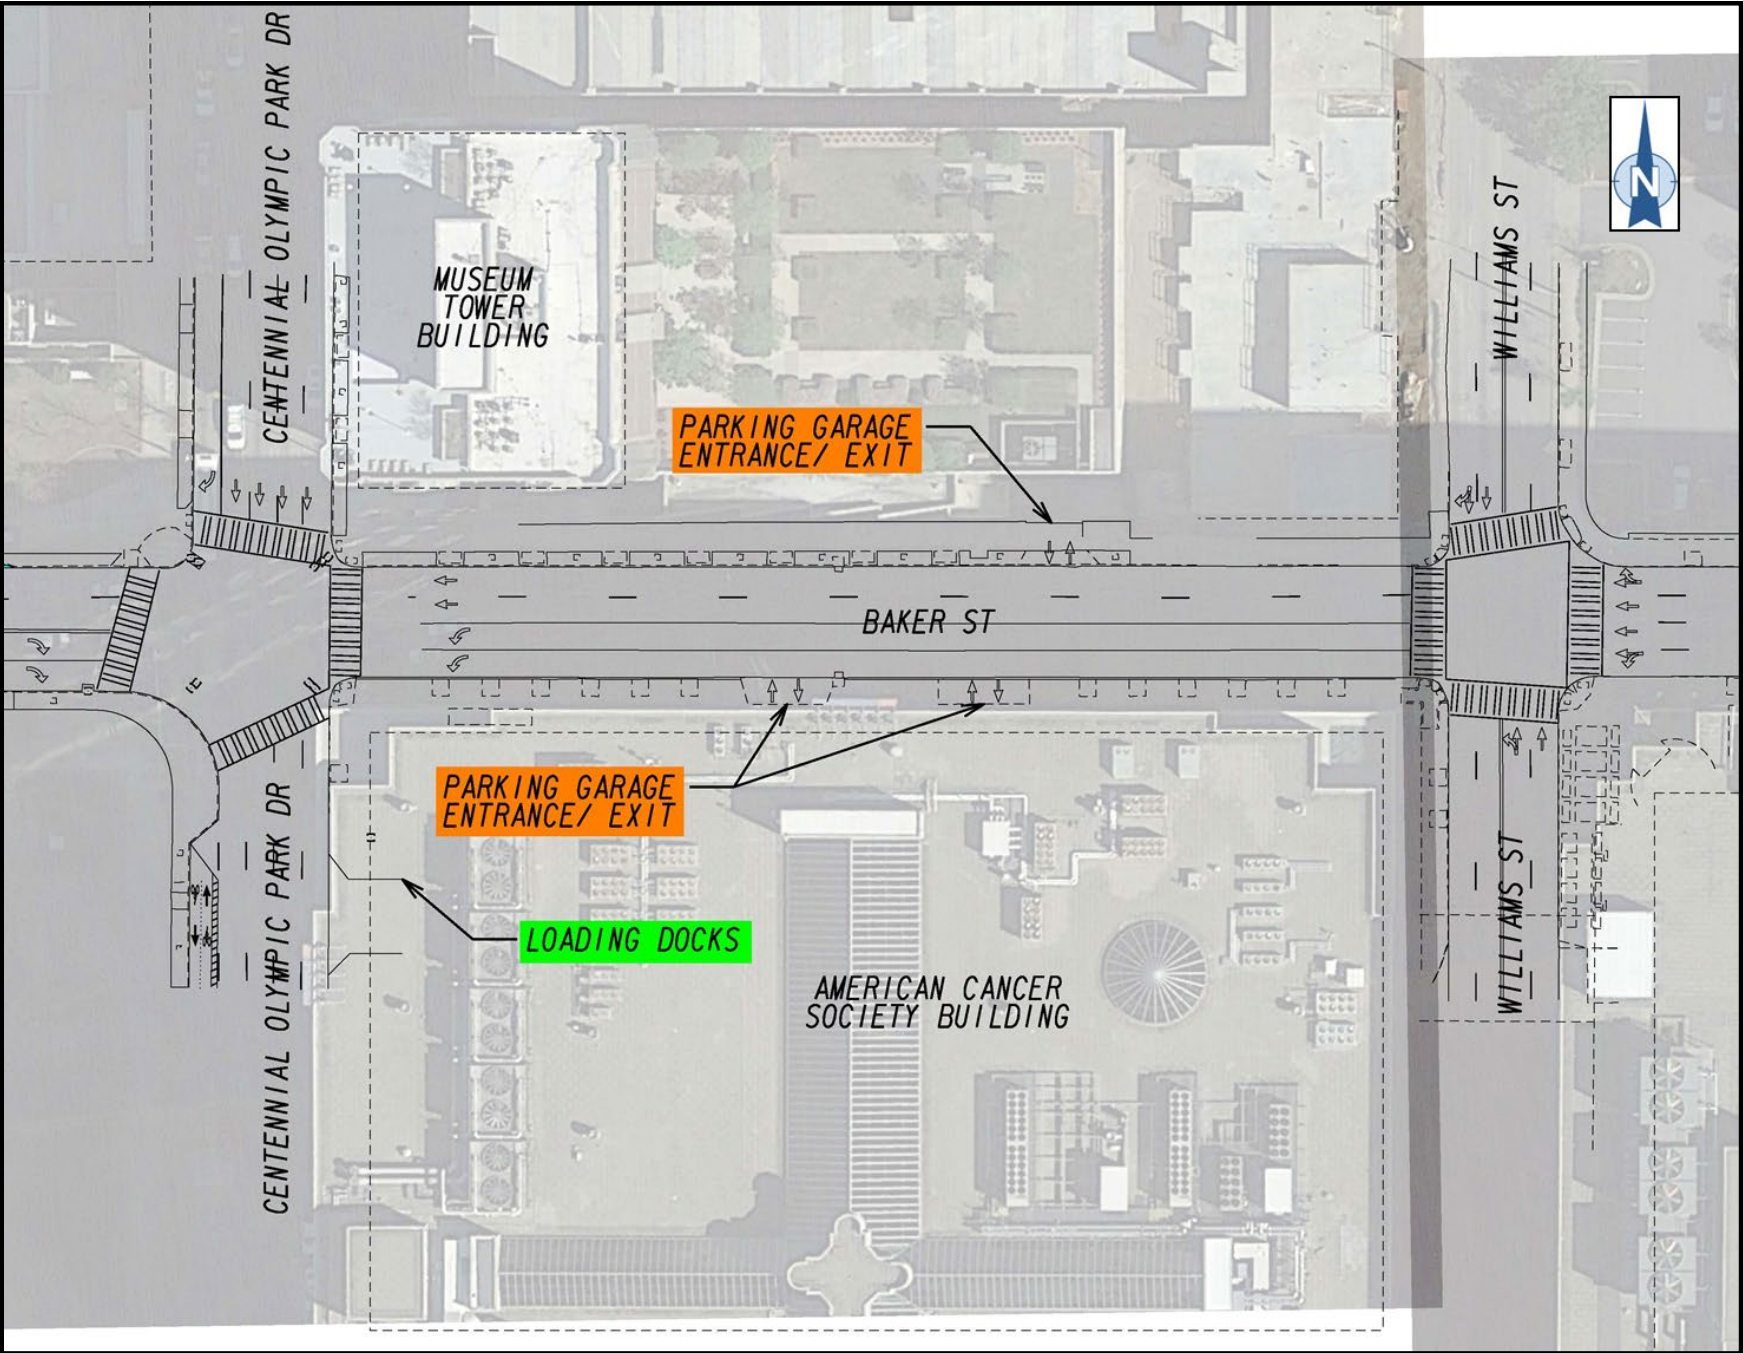 CENTENNIAL OLYMPIC PARK DR
N
WILLIAMS ST
MUSEUM
TOWER
BUILDING
PARKING GARAGE
ENTRANCE/ EXIT
BAKER ST
PARKING GARAGE
ENTRANCE/ EXIT
CENTENNIAL OLYMPIC PARK DR
WILLIAMS ST
LOADING DOCKS
AMERICAN CANCER
SOCIETY BUILDING